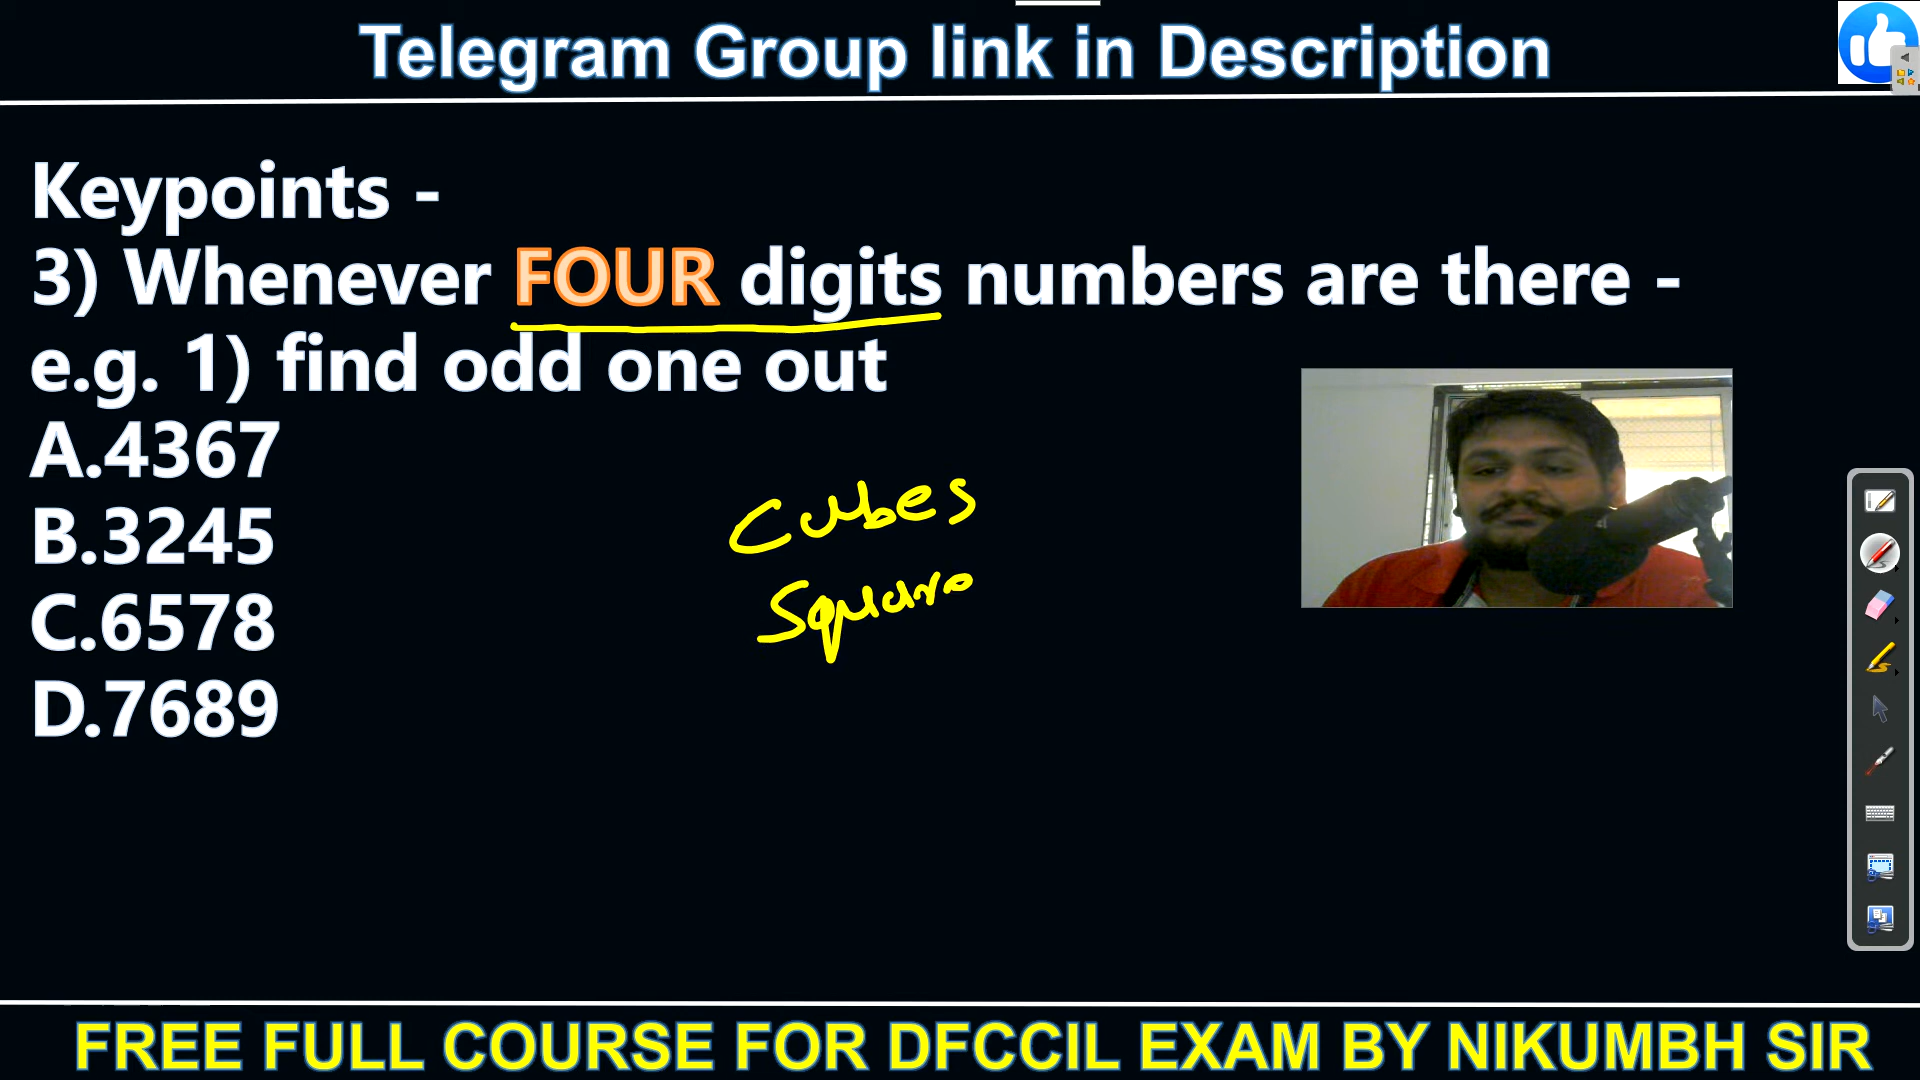 Telegram Group link in Description
Keypoints -
3) Whenever FOUR digits numbers are there -
e.g. 1) find odd one out
A.4367
B.3245
C.6578
D.7689
Cubes
Square
FREE FULL COURSE FOR DFCCIL EXAM BY NIKUMBH SIR